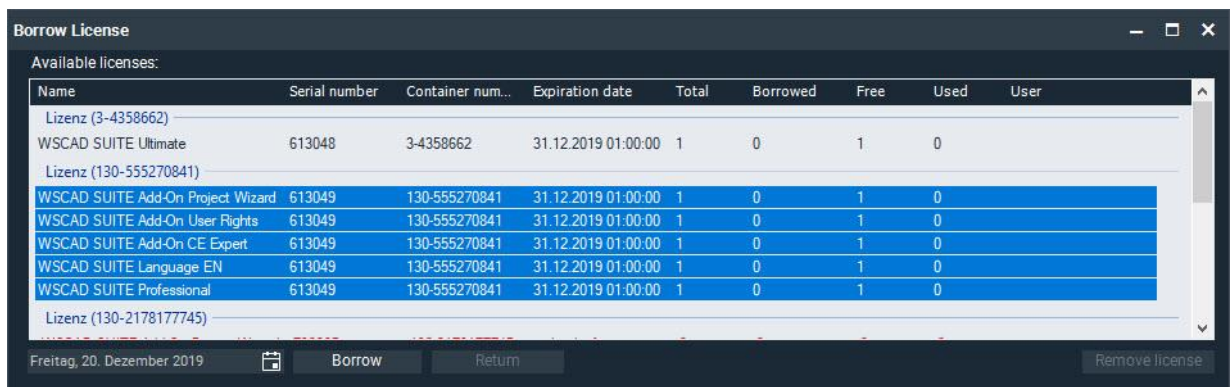 Borrow License
Available licenses:
Name Serial number Container num... Expiration date Total Borrowed Free Used User
Lizenz (3-4358662)
WSCAD SUITE Ultimate 613048 3-4358662 31.12.2019 01:00:00 1 0 1 0
Lizenz (130-555270841)
WSCAD SUITE Add-On Project Wizard 613049 130-555270841 31.12.2019 01:00:00 1 0 1 0
WSCAD SUITE Add-On User Rights 613049 130-555270841 31.12.2019 01:00:00 1 0 1 0
WSCAD SUITE Add-On CE Expert 613049 130-555270841 31.12.2019 01:00:00 1 0 1 0
WSCAD SUITE Language EN 613049 130-555270841 31.12.2019 01:00:00 1 0 1 0
WSCAD SUITE Professional 613049 130-555270841 31.12.2019 01:00:00 1 0 1 0
Lizenz (130-2178177745)
Freitag, 20. Dezember 2019 Borrow Return Remove license